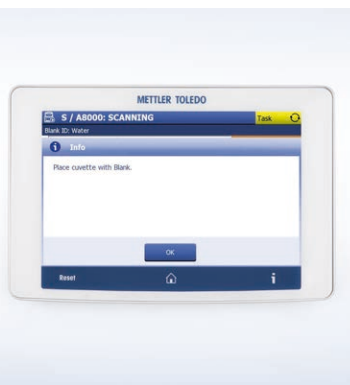 METTLER TOLEDO
S / A8000: SCANNING Task
Blank ID: Water
Info
Place cuvette with Blank.
OK
Reset